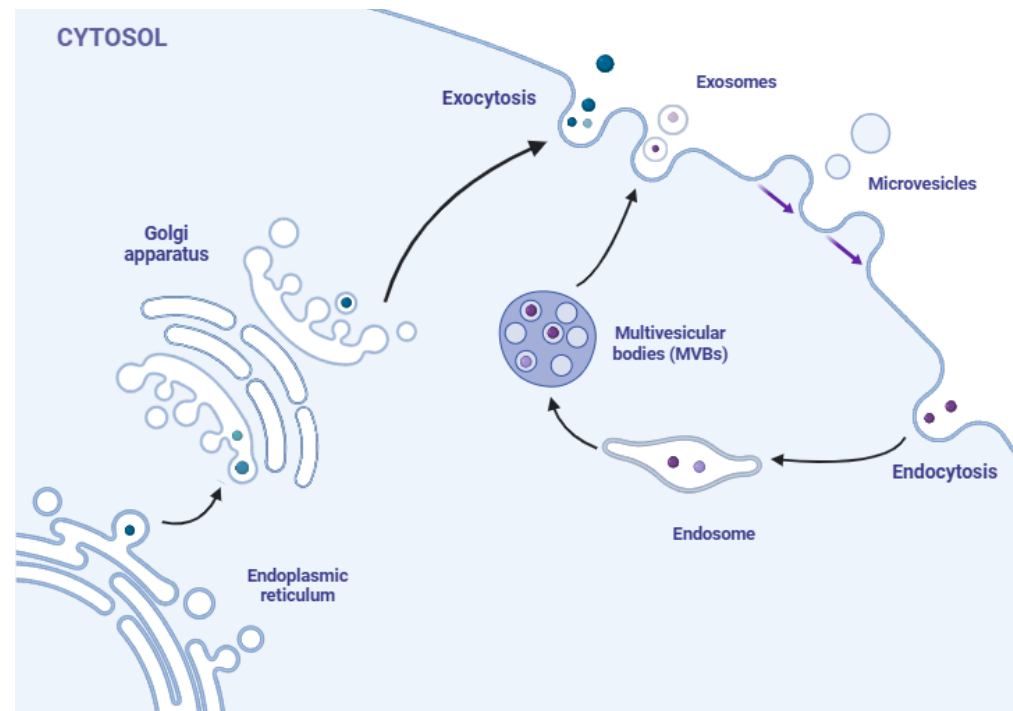 CYTOSOL
Exocytosis
Exosomes
Microvesicles
Golgi
apparatus
Multivesicular
bodies (MVBs)
Endocytosis
Endosome
Endoplasmic
reticulum